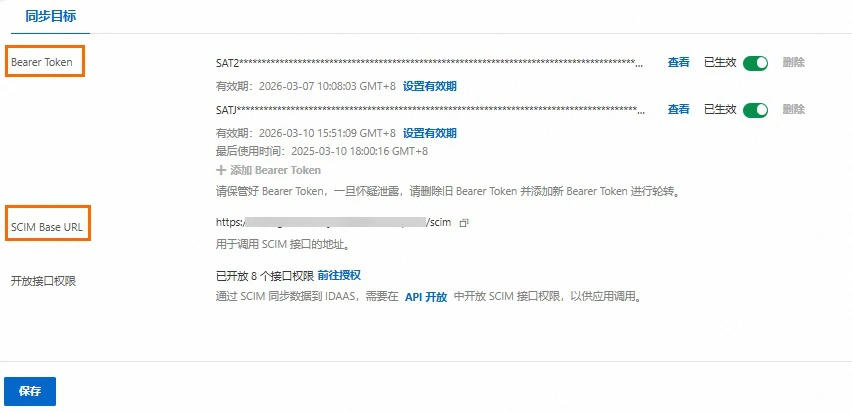 同步目标
Bearer Token
SAT2**********************************************************************************************...
查看 已生效 删除
有效期：2026-03-07 10:08:03 GMT+8 设置有效期
SATJ**********************************************************************************************...
查看 已生效 删除
有效期：2026-03-10 15:51:09 GMT+8 设置有效期
最后使用时间：2025-03-10 18:00:16 GMT+8
添加 Bearer Token
请保管好 Bearer Token，一旦怀疑泄露，请删除旧 Bearer Token 并添加新 Bearer Token 进行轮转。
SCIM Base URL
https:/ /scim
用于调用 SCIM 接口的地址。
开放接口权限
已开放 8 个接口权限 前往授权
通过 SCIM 同步数据到 IDAAS，需要在 API 开放 中开放 SCIM 接口权限，以供应用调用。
保存